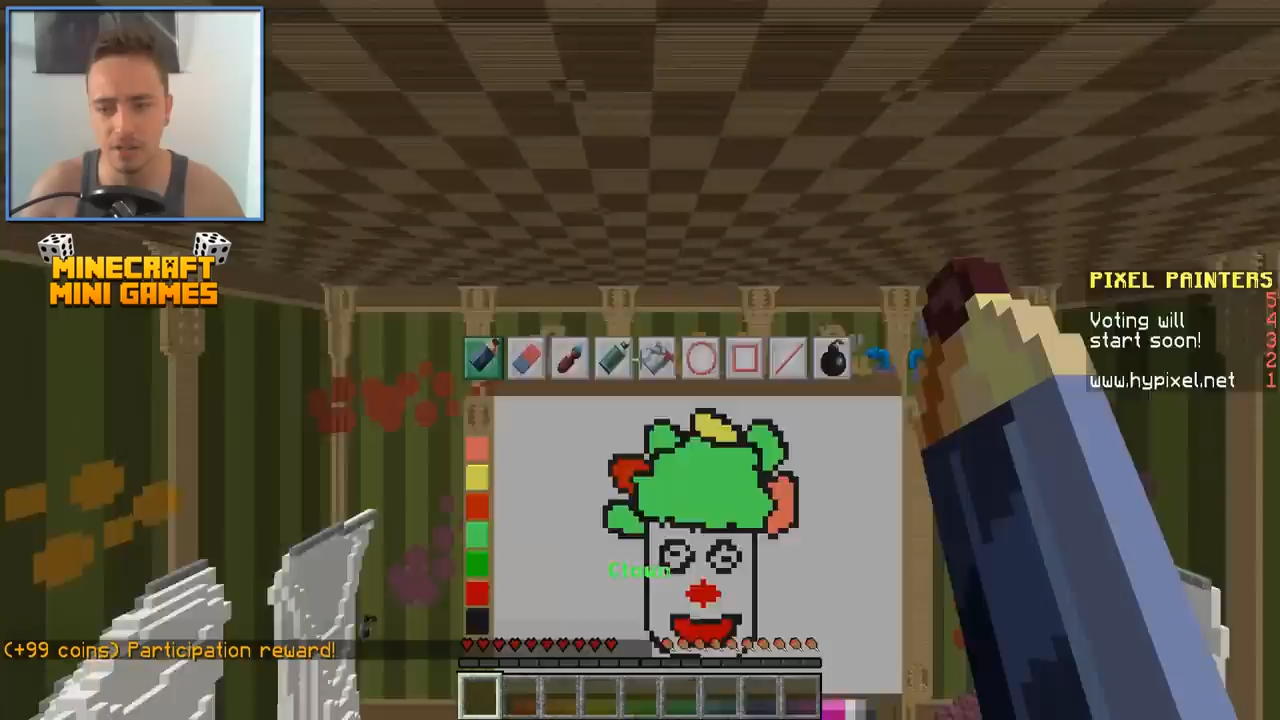 MINECRAFT
MINI GAMES
PIXEL PAINTERS
5
Voting will
4
start soon!
3
2
www.hypixel.net
1
Clown
(+99 coins) Participation reward!